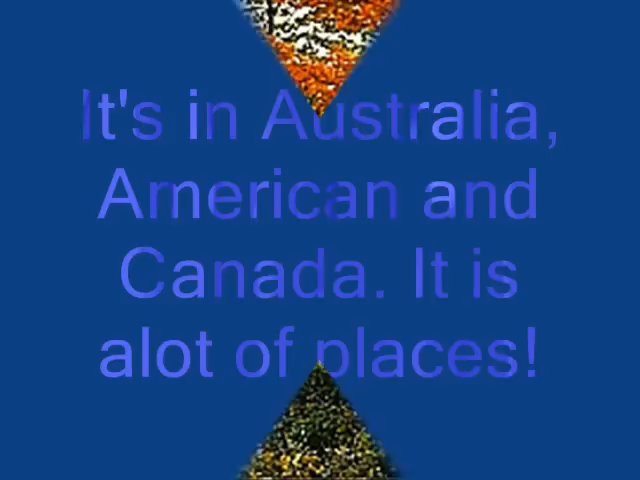 It's in Australia,
American and
Canada. It is
alot of places!